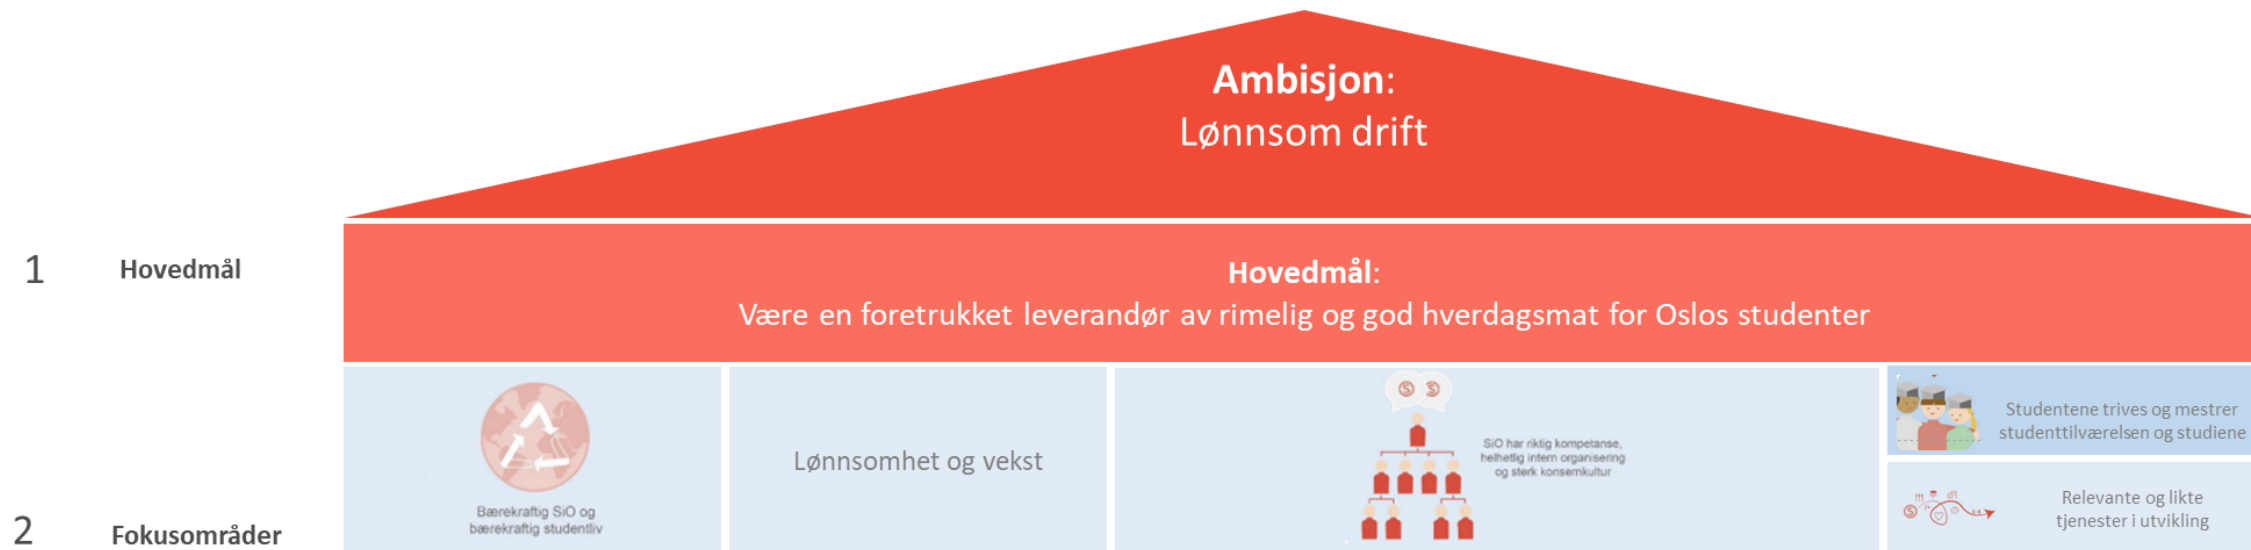 Ambisjon:
Lønnsom drift
1 Hovedmål
Hovedmål:
Være en foretrukket leverandør av rimelig og god hverdagsmat for Oslos studenter
2 Fokusområder
Bærekraftig SiO og
bærekraftig studentliv
Lønnsomhet og vekst
SiO har riktig kompetanse,
helhetlig intern organisering
og sterk konsernkultur
Studentene trives og mestrer
studenttilværelsen og studiene
Relevante og likte
tjenester i utvikling